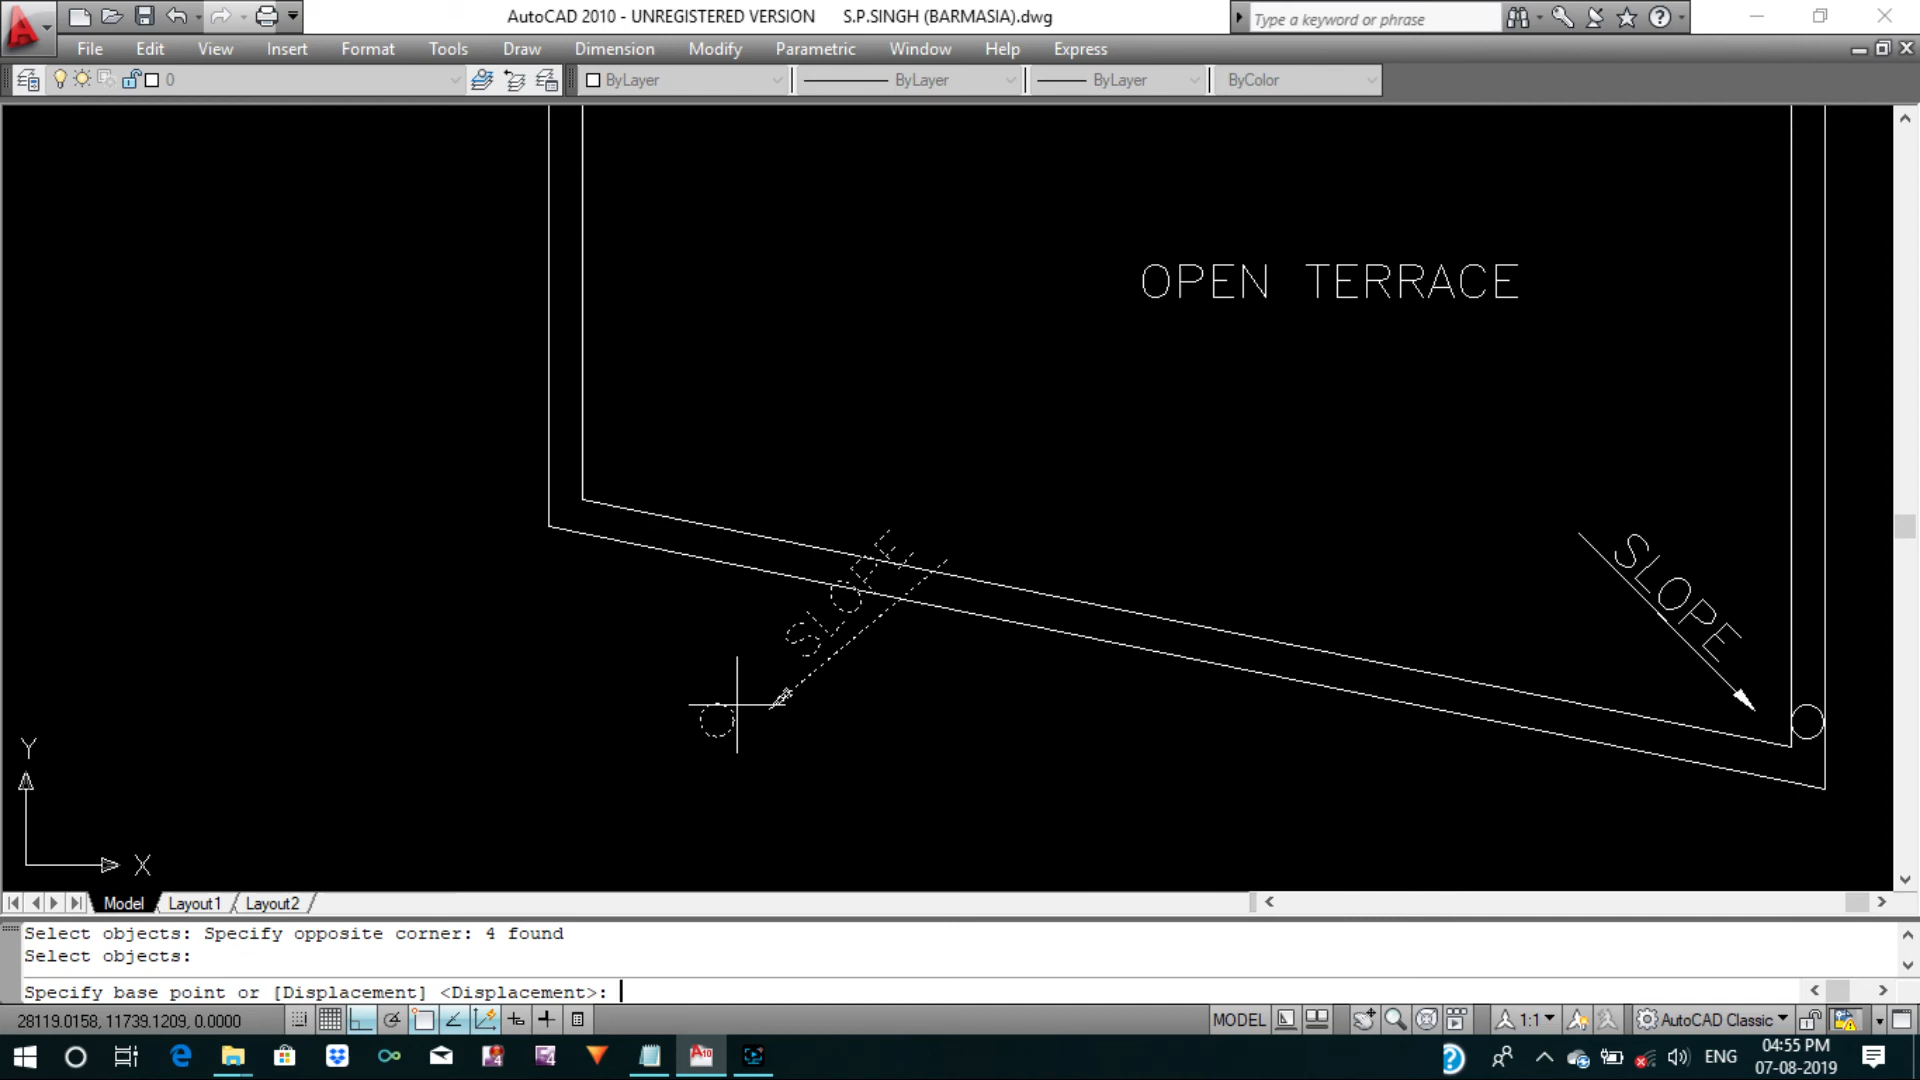 AutoCAD 2010 - UNREGISTERED VERSION S.P.SINGH (BARMASIA).dwg
Type a keyword or phrase
File Edit View Insert Format Tools Draw Dimension Modify Parametric Window Help Express
0 ByLayer ByLayer ByLayer ByColor
OPEN TERRACE
SLOPE
SLOPE
Y
X
Model Layout1 Layout2
Select objects: Specify opposite corner: 4 found
Select objects:
Specify base point or [Displacement] <Displacement>:
28119.0158, 11739.1209, 0.0000 MODEL 1:1 AutoCAD Classic
ENG 04:55 PM
07-08-2019